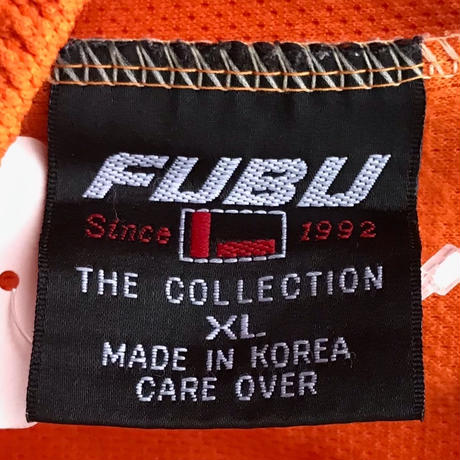 FUBU
Since 1992
THE COLLECTION
XL
MADE IN KOREA
CARE OVER